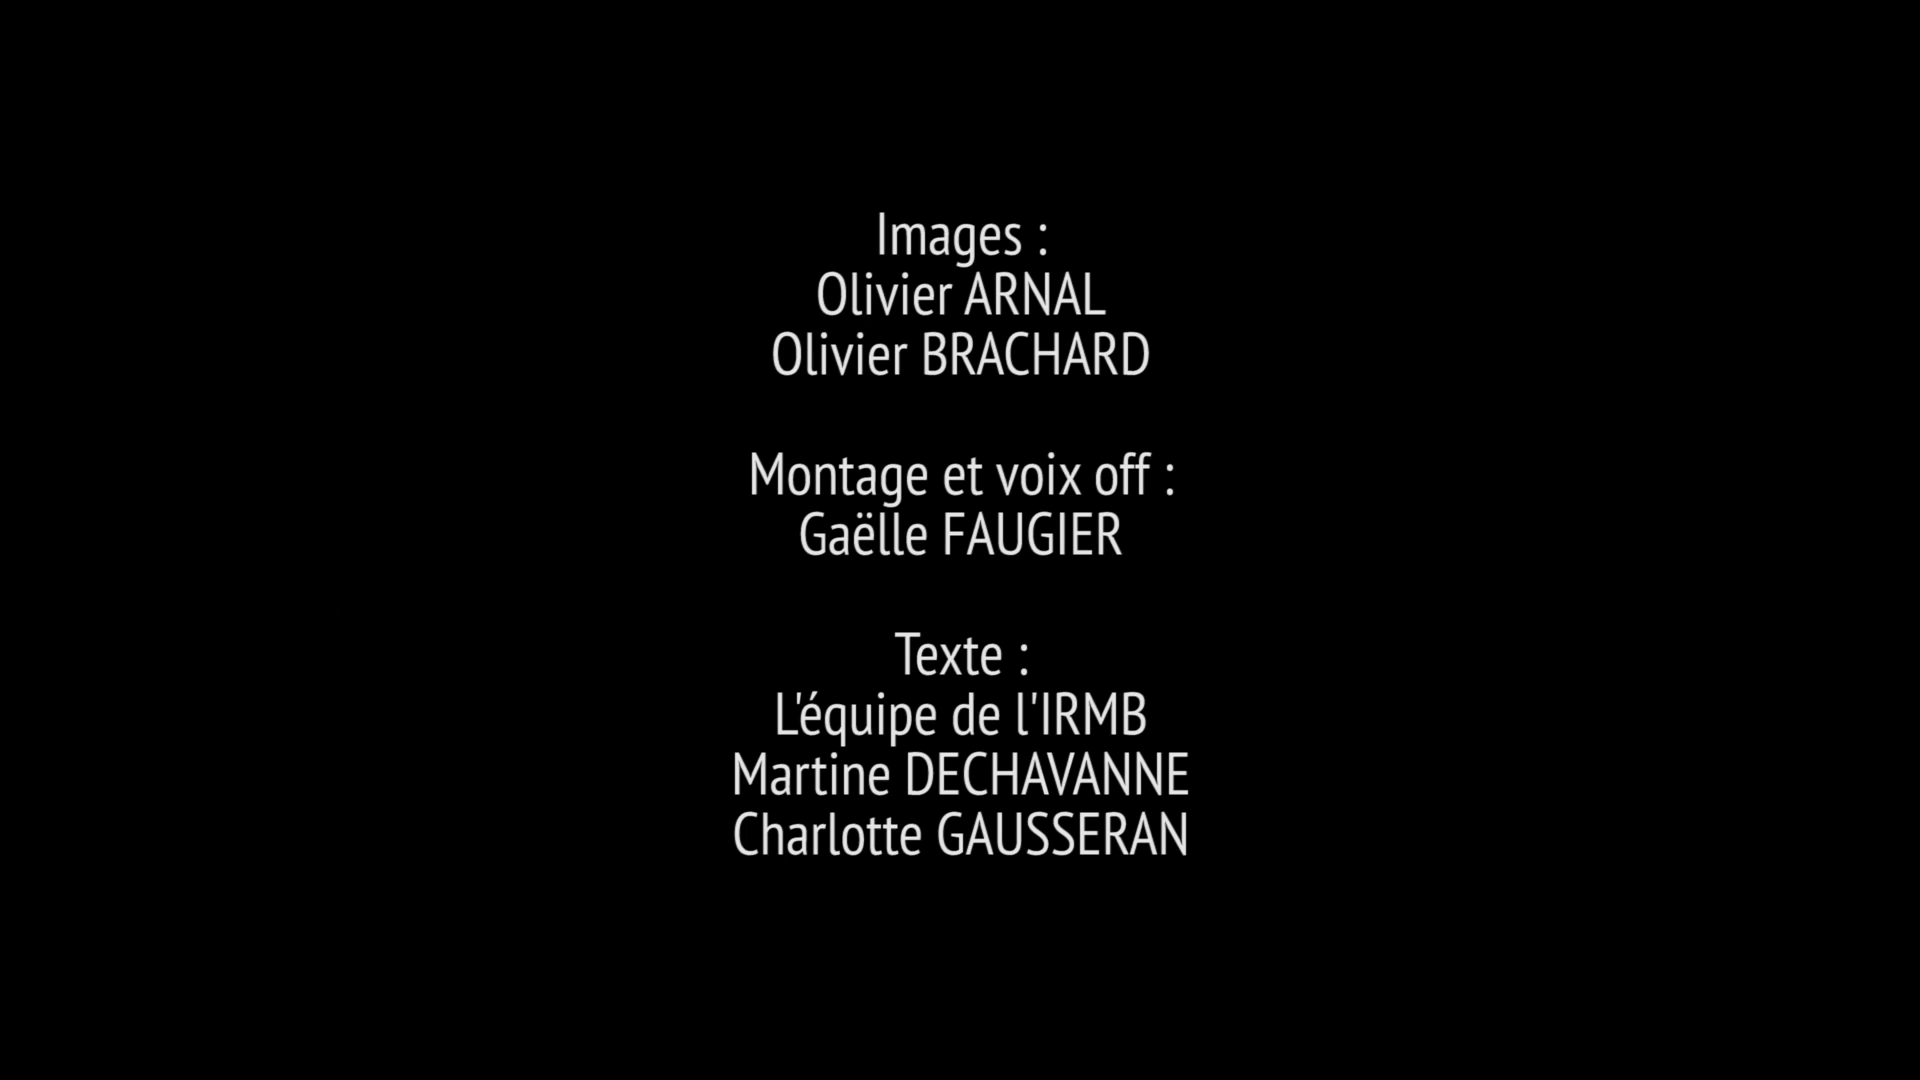 Images :
Olivier ARNAL
Olivier BRACHARD
Montage et voix off :
Gaëlle FAUGIER
Texte :
L'équipe de l'IRMB
Martine DECHAVANNE
Charlotte GAUSSERAN